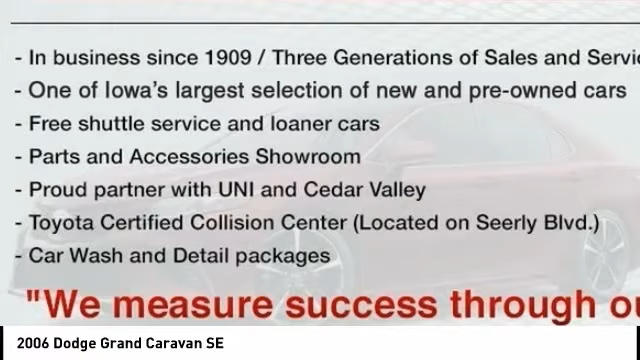 - In business since 1909 / Three Generations of Sales and
- One of Iowa's largest selection of new and pre-owned cars
- Free shuttle service and loaner cars
- Parts and Accessories Showroom
- Proud partner with UNI and Cedar Valley
- Toyota Certified Collision Center (Located on Seerly Blvd.)
- Car Wash and Detail packages
"We measure success through
2006 Dodge Grand Caravan SE